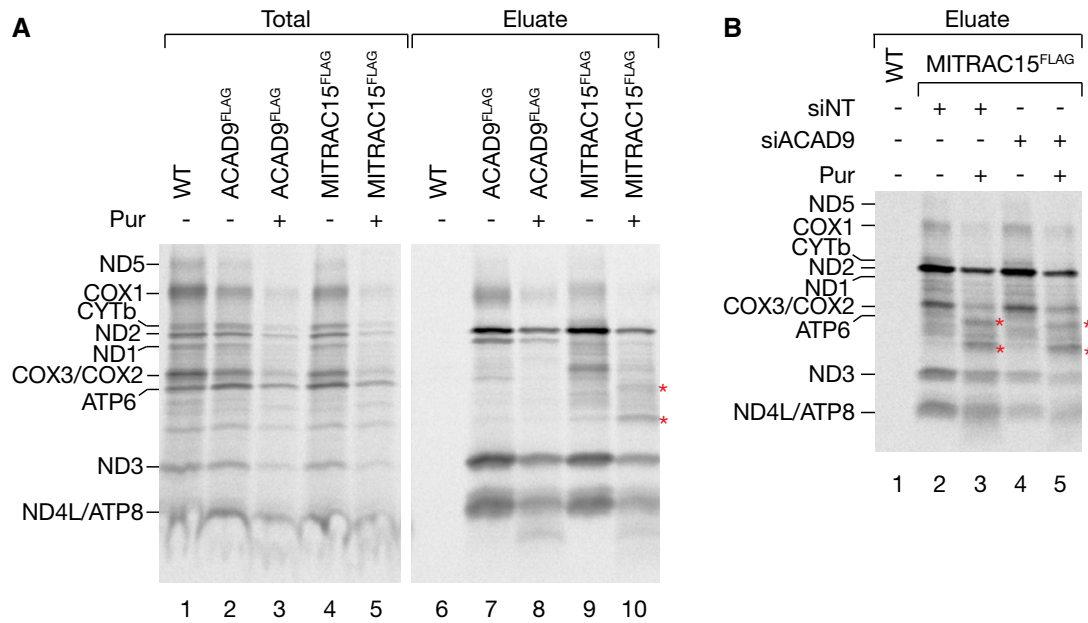 A
Total
Eluate
WT
ACAD9FLAG
ACAD9FLAG
MITRAC15FLAG
MITRAC15FLAG
WT
ACAD9FLAG
ACAD9FLAG
MITRAC15FLAG
MITRAC15FLAG
Pur - - + - + - - + - +
ND5
COX1
CYTb
ND2
ND1
COX3/COX2
ATP6
ND3
ND4L/ATP8
*
*
1 2 3 4 5 6 7 8 9 10
B
Eluate
WT
MITRAC15FLAG
siNT - + + - -
siACAD9 - - - + +
Pur - - + - +
ND5
COX1
CYTb
ND2
ND1
COX3/COX2
ATP6
ND3
ND4L/ATP8
* *
* *
1 2 3 4 5